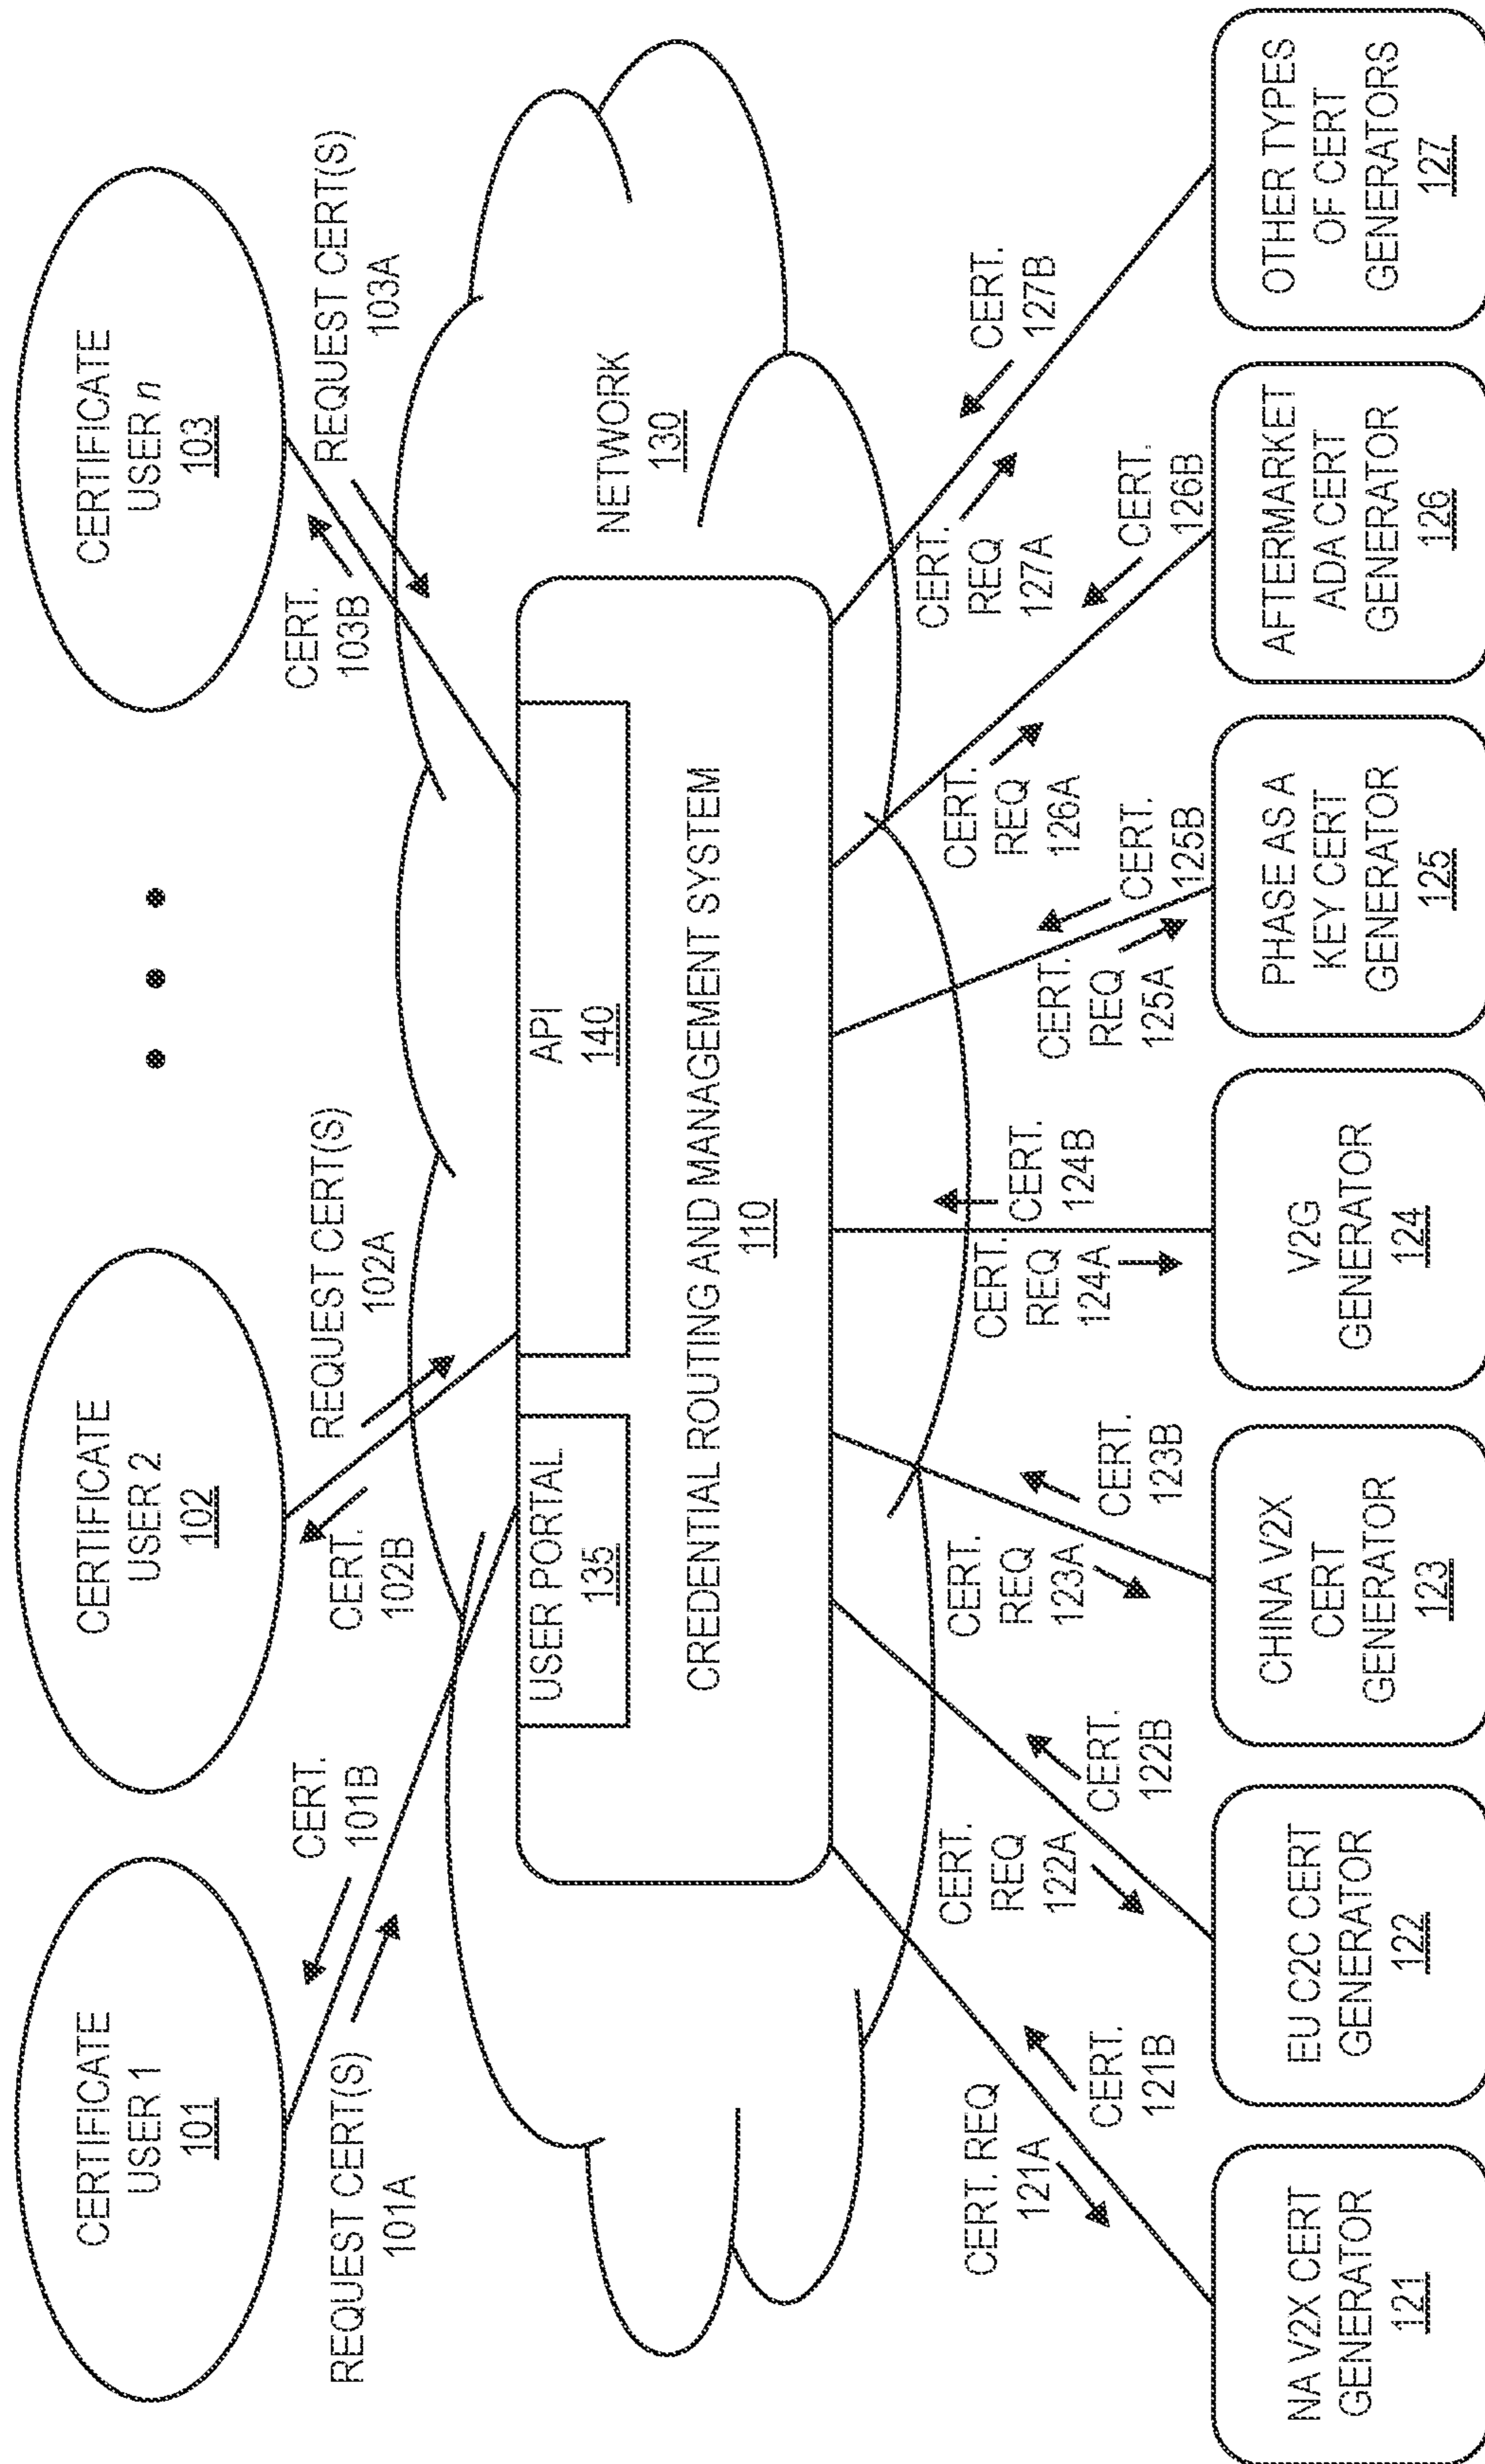 CERTIFICATE
USER 1
101
CERTIFICATE
USER 2
102
CERTIFICATE
USER n
103
REQUEST CERT(S)
101A
CERT.
101B
CERT.
102B
REQUEST CERT(S)
102A
CERT.
103B
REQUEST CERT(S)
103A
USER PORTAL
135
API
140
NETWORK
130
CREDENTIAL ROUTING AND MANAGEMENT SYSTEM
110
CERT. REQ
121A
CERT.
121B
CERT.
REQ
122A
CERT.
122B
CERT.
REQ
123A
CERT.
123B
CERT.
REQ
124A
CERT.
124B
CERT.
REQ
125A
CERT.
125B
CERT.
REQ
126A
CERT.
126B
CERT.
REQ
127A
CERT.
127B
NA V2X CERT
GENERATOR
121
EU C2C CERT
GENERATOR
122
CHINA V2X
CERT
GENERATOR
123
V2G
GENERATOR
124
PHASE AS A
KEY CERT
GENERATOR
125
AFTERMARKET
ADA CERT
GENERATOR
126
OTHER TYPES
OF CERT
GENERATORS
127